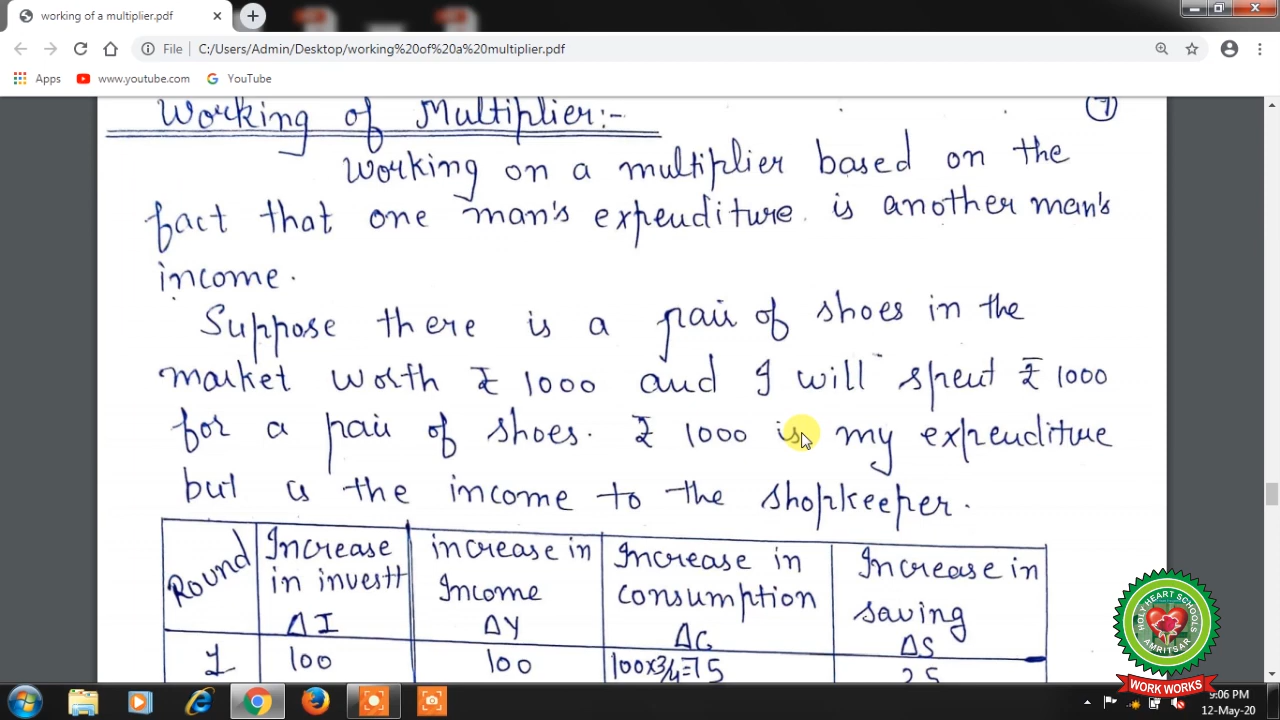 working of a multiplier.pdf
File
C:/Users/Admin/Desktop/working%20of%20a%20multiplier.pdf
Apps
www.youtube.com
YouTube
Working of Multiplier:-
7
Working on a multiplier based on the
fact that one man's expenditure is another man's
income.
Suppose there is a pair of shoes in the
market worth ₹ 1000 and I will spent ₹ 1000
for a pair of shoes. ₹ 1000 is my expenditure
but is the income to the shopkeeper.
Round
Increase in investt ΔI
increase in Income ΔY
Increase in consumption ΔC
Increase in saving ΔS
1
100
100
100x3/4=75
25
HOLY HEART SCHOOLS
AMRITSAR
WORK WORKS
9:06 PM
12-May-20